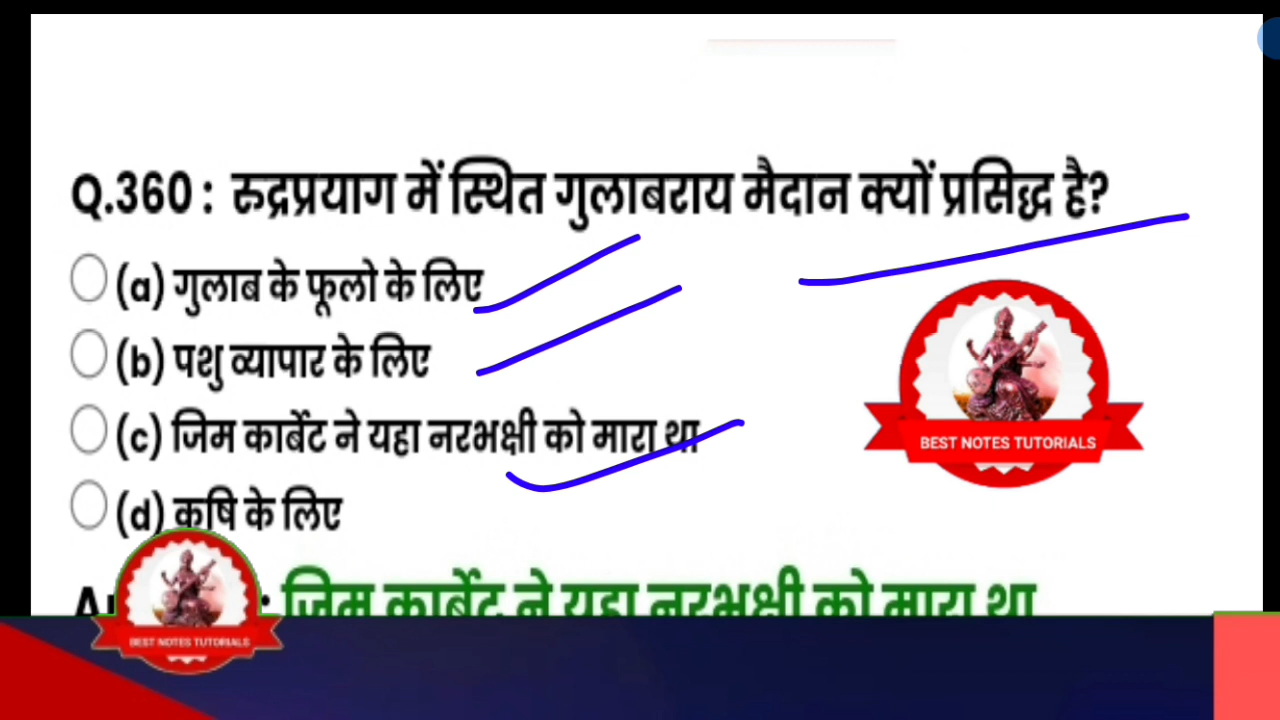 Q.360 : रुद्रप्रयाग में स्थित गुलाबराय मैदान क्यों प्रसिद्ध है?
(a) गुलाब के फूलो के लिए
(b) पशु व्यापार के लिए
(c) जिम कार्बेट ने यहा नरभक्षी को मारा था
(d) कृषि के लिए
BEST NOTES TUTORIALS
: जिम कार्बेट ने यहा नरभक्षी को मारा था
BEST NOTES TUTORIALS